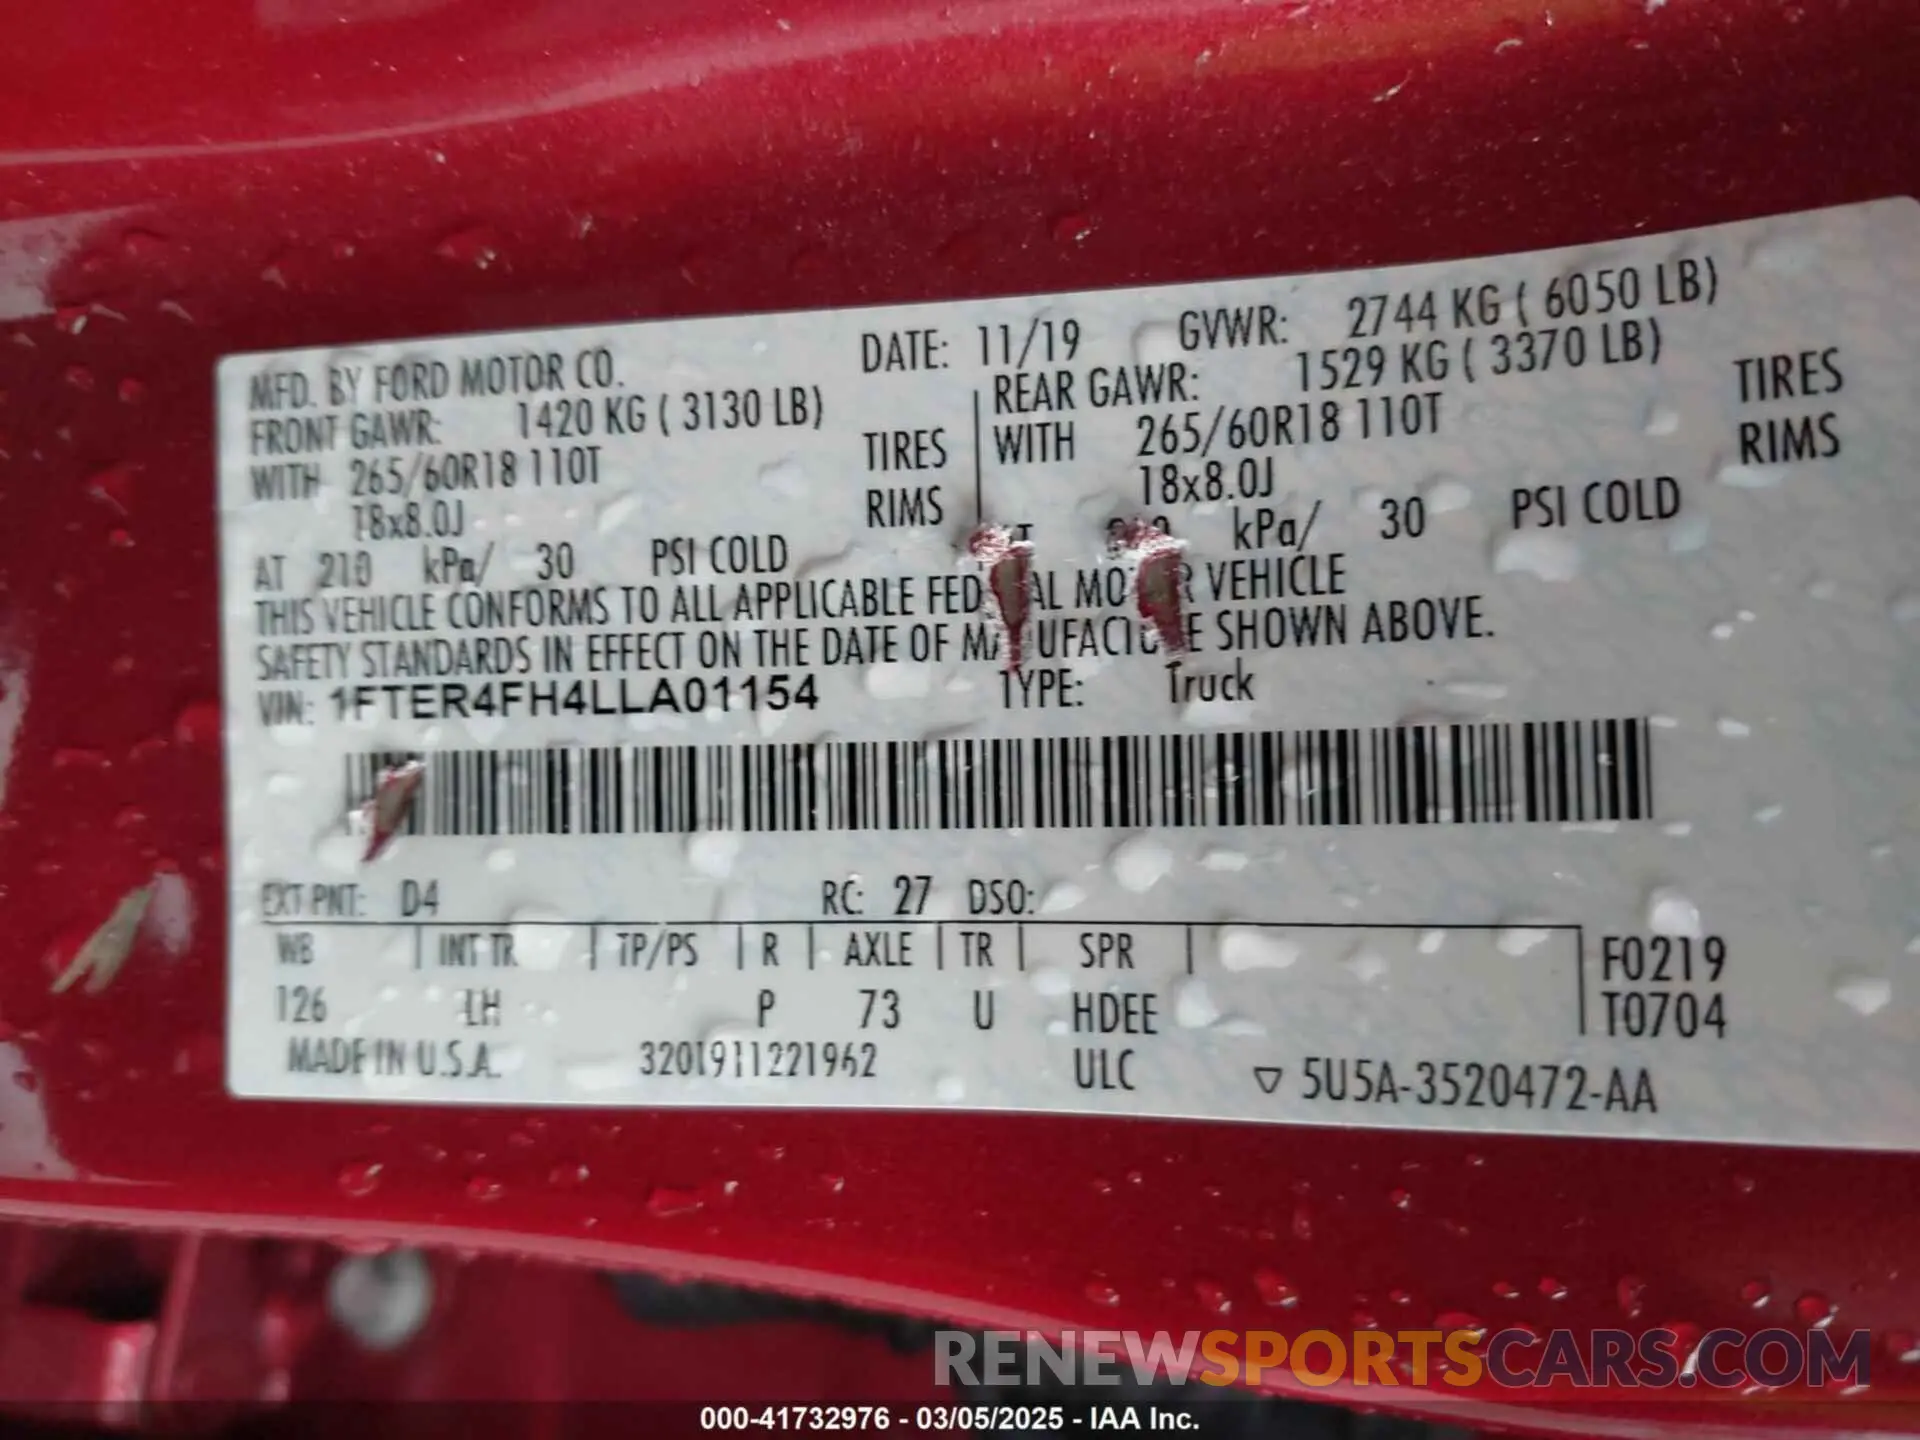 MFD. BY FORD MOTOR CO. DATE: 11/19 GVWR: 2744 KG ( 6050 LB)
FRONT GAWR: 1420 KG ( 3130 LB) REAR GAWR: 1529 KG ( 3370 LB)
WITH 265/60R18 110T TIRES WITH 265/60R18 110T TIRES
18x8.0J RIMS 18x8.0J RIMS
AT 210 kPa/ 30 PSI COLD kPa/ 30 PSI COLD
THIS VEHICLE CONFORMS TO ALL APPLICABLE VEHICLE
SAFETY STANDARDS IN EFFECT ON THE DATE OF SHOWN ABOVE.
VIN: 1FTER4FH4LLA01154 TYPE: Truck
EXT PNT: D4 RC: 27 DSO:
WB | INT TR | TP/PS | R | AXLE | TR | SPR | F0219
126 LH P 73 U HDEE T0704
MADE IN U.S.A. 3201911221962 ULC ▽ 5U5A-3520472-AA
RENEWSPORTSCARS.COM
000-41732976 - 03/05/2025 - IAA Inc.